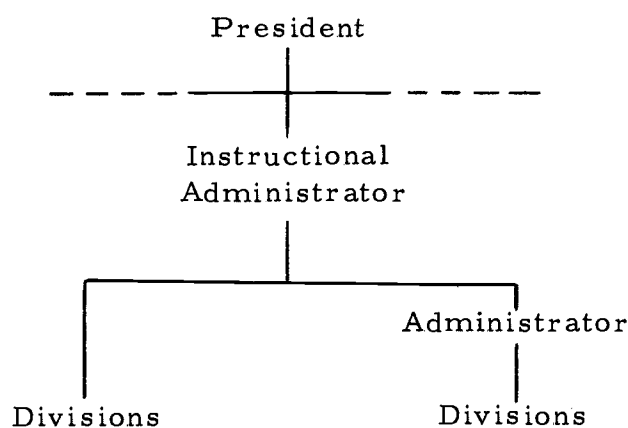 President
Instructional
Administrator
Administrator
Divisions
Divisions